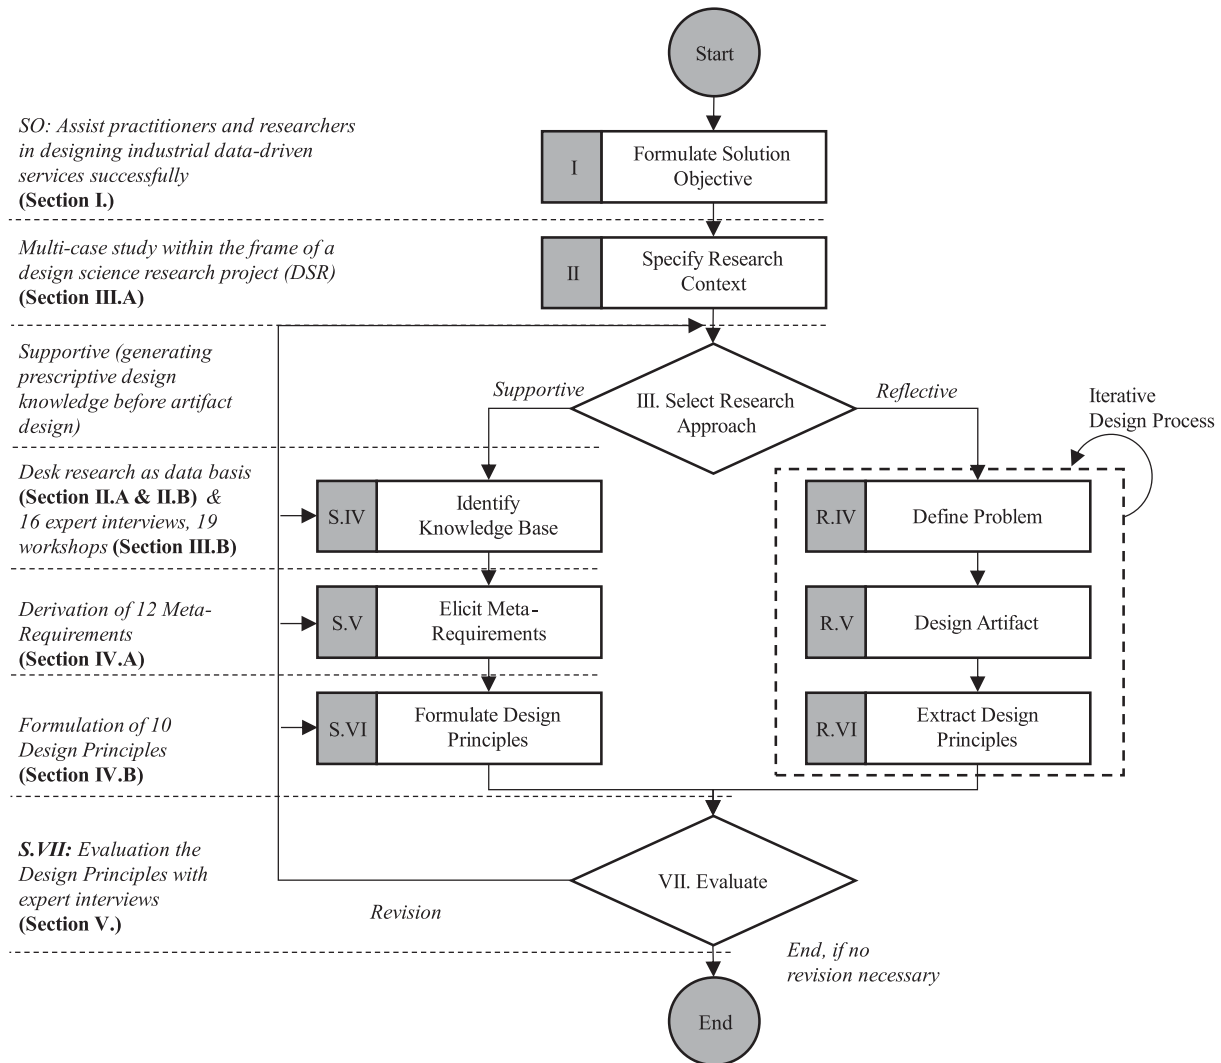 Start
SO: Assist practitioners and researchers
in designing industrial data-driven
services successfully
(Section I.)
I
Formulate Solution
Objective
Multi-case study within the frame of a
design science research project (DSR)
(Section III.A)
II
Specify Research
Context
Supportive (generating
prescriptive design
knowledge before artifact
design)
Supportive
III. Select Research
Approach
Reflective
Iterative
Design Process
Desk research as data basis
(Section II.A & II.B) &
16 expert interviews, 19
workshops (Section III.B)
S.IV
Identify
Knowledge Base
R.IV
Define Problem
Derivation of 12 Meta-
Requirements
(Section IV.A)
S.V
Elicit Meta-
Requirements
R.V
Design Artifact
Formulation of 10
Design Principles
(Section IV.B)
S.VI
Formulate Design
Principles
R.VI
Extract Design
Principles
S.VII: Evaluation the
Design Principles with
expert interviews
(Section V.)
VII. Evaluate
Revision
End, if no
revision necessary
End